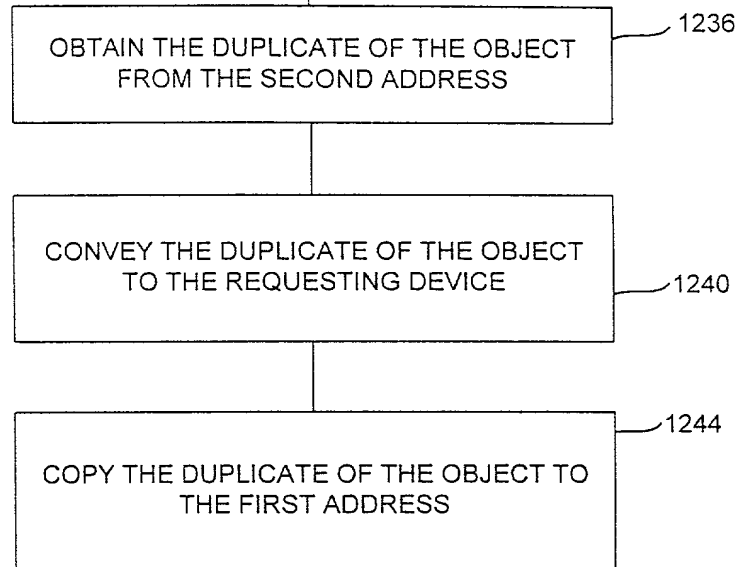 OBTAIN THE DUPLICATE OF THE OBJECT
FROM THE SECOND ADDRESS
1236
CONVEY THE DUPLICATE OF THE OBJECT
TO THE REQUESTING DEVICE
1240
COPY THE DUPLICATE OF THE OBJECT TO
THE FIRST ADDRESS
1244